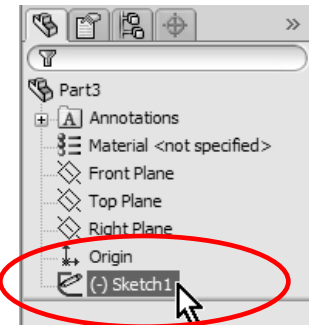 »
Part3
A Annotations
Material <not specified>
Front Plane
Top Plane
Right Plane
Origin
(-) Sketch1